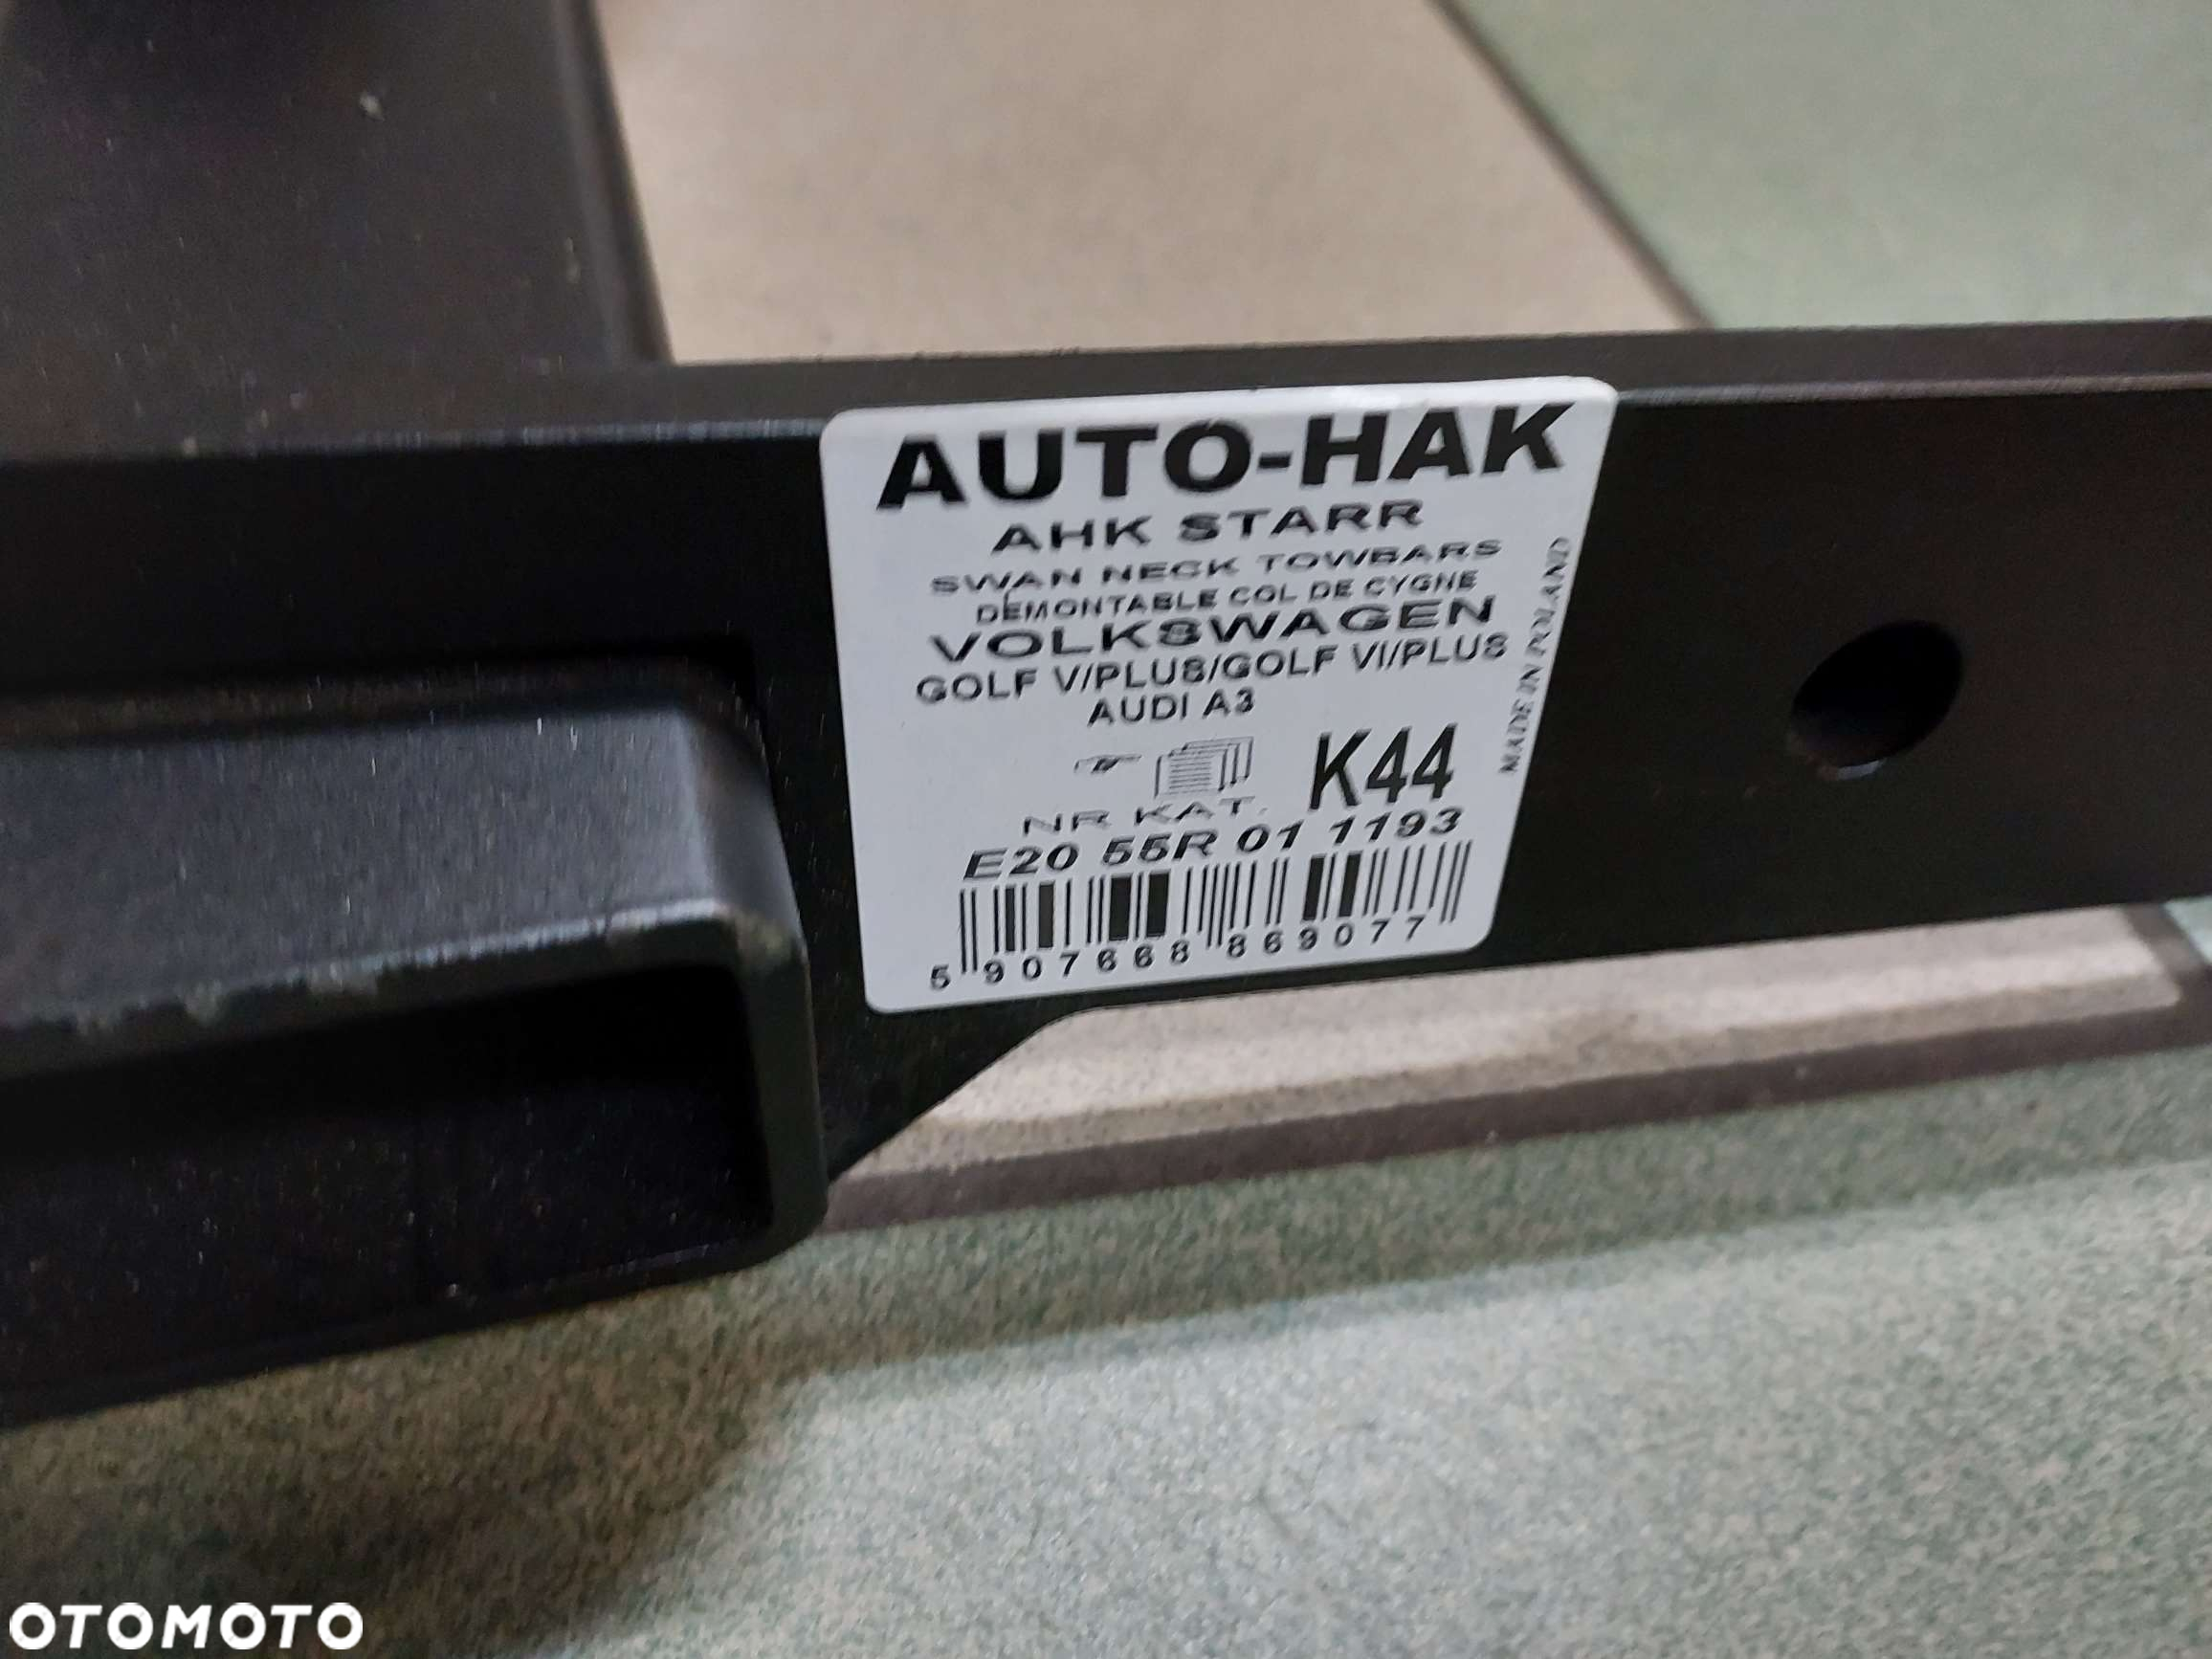 AUTO-HAK
AHK STARR
SWAN NECK TOWBARS
DÉMONTABLE COL DE CYGNE
VOLKSWAGEN
GOLF V/PLUS/GOLF VI/PLUS
AUDI A3
MADE IN POLAND
K44
NR KAT.
E20 55R 01 1193
5 907668 869077
OTOMOTO